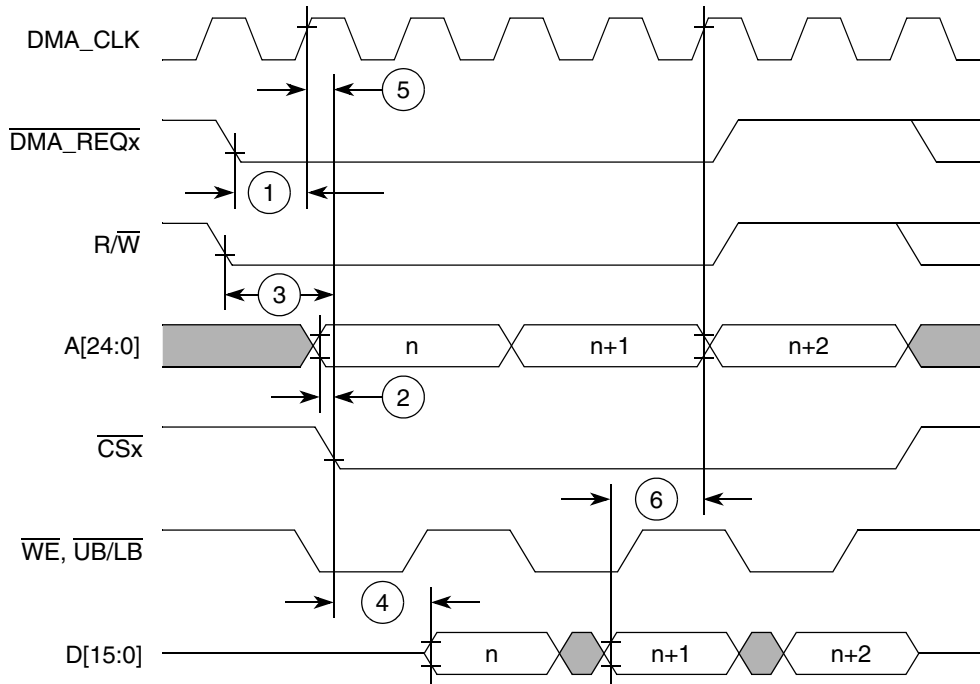 DMA_CLK
5
DMA_REQx
1
R/W
3
A[24:0] n n+1 n+2
2
CSx
6
WE, UB/LB
4
D[15:0] n n+1 n+2